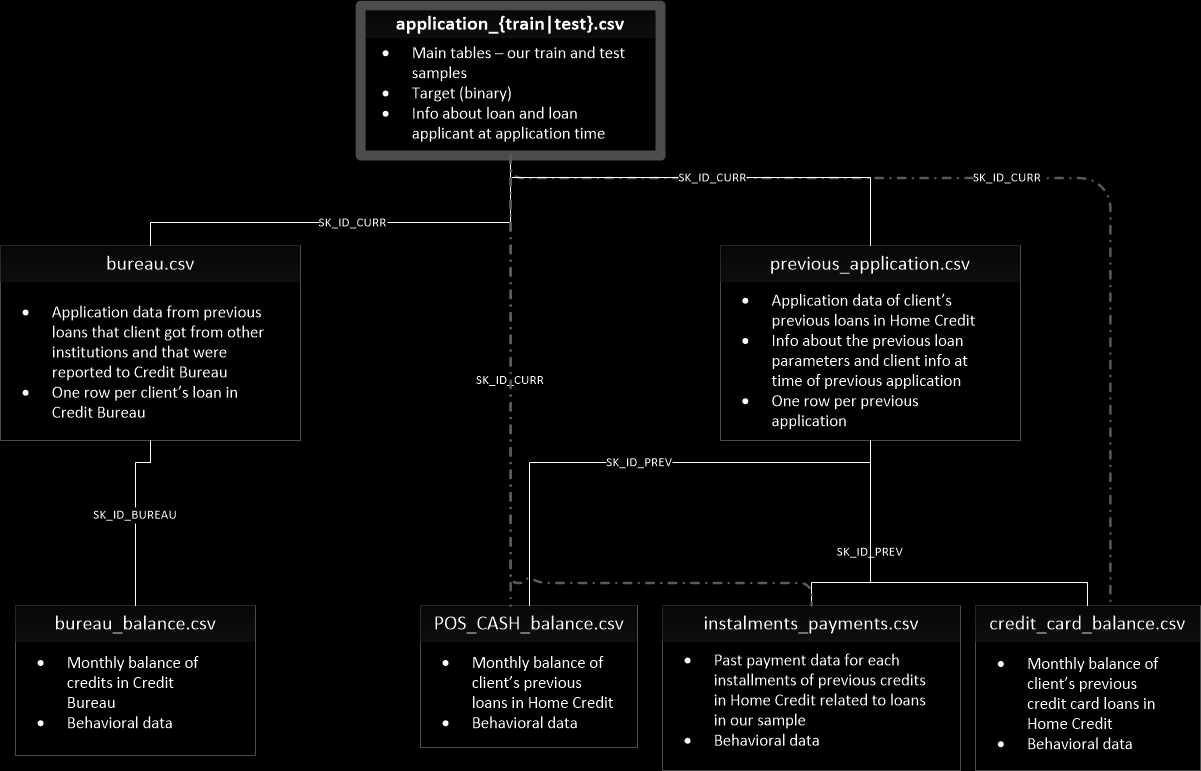 application_{train|test}.csv
• Main tables – our train and test
samples
• Target (binary)
• Info about loan and loan
applicant at application time
SK_ID_CURR
SK_ID_CURR
SK_ID_CURR
bureau.csv
• Application data from previous
loans that client got from other
institutions and that were
reported to Credit Bureau
• One row per client’s loan in
Credit Bureau
previous_application.csv
• Application data of client’s
previous loans in Home Credit
• Info about the previous loan
parameters and client info at
time of previous application
• One row per previous
application
SK_ID_CURR
SK_ID_PREV
SK_ID_BUREAU
SK_ID_PREV
bureau_balance.csv
• Monthly balance of
credits in Credit
Bureau
• Behavioral data
POS_CASH_balance.csv
• Monthly balance of
client’s previous
loans in Home Credit
• Behavioral data
instalments_payments.csv
• Past payment data for each
installments of previous credits
in Home Credit related to loans
in our sample
• Behavioral data
credit_card_balance.csv
• Monthly balance of
client’s previous
credit card loans in
Home Credit
• Behavioral data